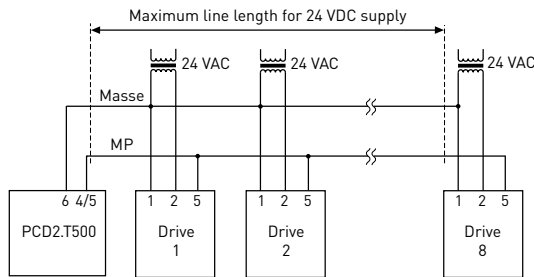 Maximum line length for 24 VDC supply
24 VAC 24 VAC 24 VAC
Masse
MP
6 4/5 1 2 5 1 2 5 1 2 5
PCD2.T500 Drive 1 Drive 2 Drive 8